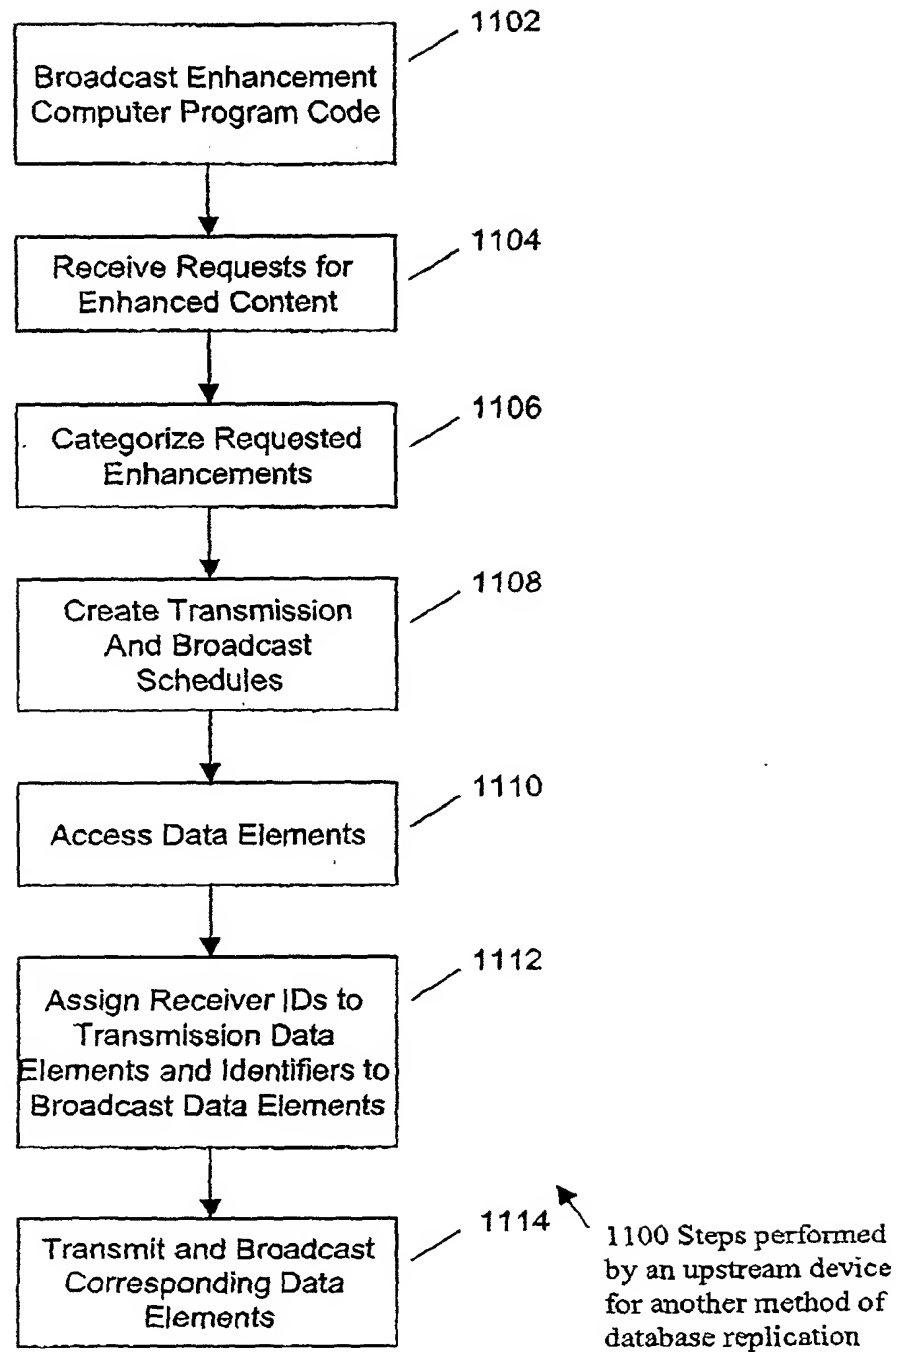 1102
Broadcast Enhancement
Computer Program Code
1104
Receive Requests for
Enhanced Content
1106
Categorize Requested
Enhancements
1108
Create Transmission
And Broadcast
Schedules
1110
Access Data Elements
1112
Assign Receiver IDs to
Transmission Data
Elements and Identifiers to
Broadcast Data Elements
1114
Transmit and Broadcast
Corresponding Data
Elements
1100 Steps performed
by an upstream device
for another method of
database replication